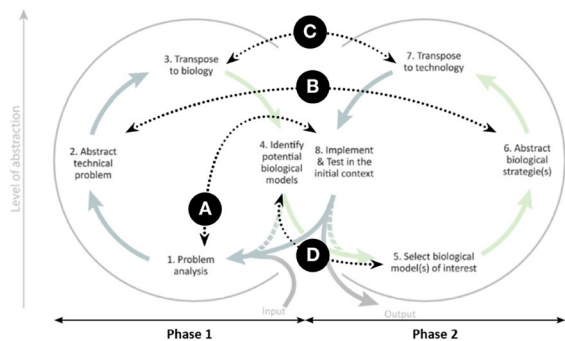 C
3. Transpose
to biology
7. Transpose
to technology
B
Level of abstraction
2. Abstract
technical
problem
4. Identify
potential
biological
models
8. Implement
& Test in the
initial context
6. Abstract
biological
strategie(s)
A
D
1. Problem
analysis
5. Select biological
model(s) of interest
Input
Output
Phase 1
Phase 2